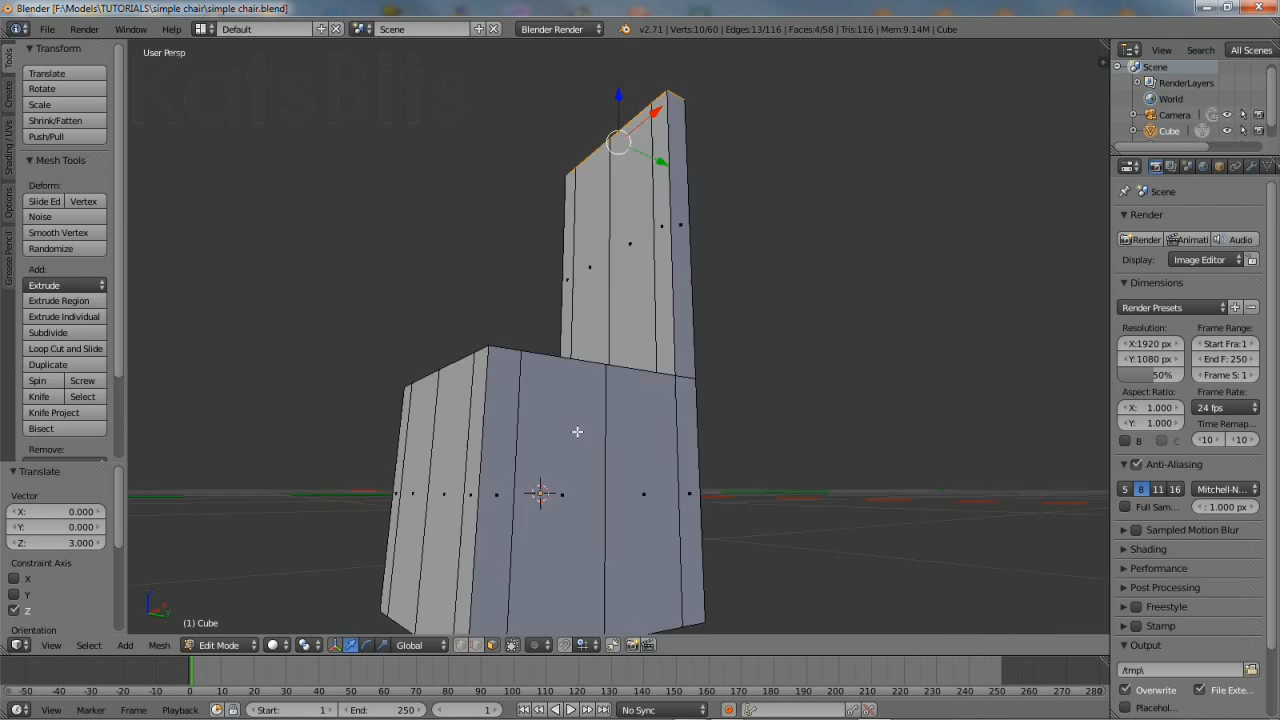 Blender [F:\Models\TUTORIALS\simple chair\simple chair.blend]
File Render Window Help Default Scene Blender Render v2.71 | Verts:10/60 | Edges:13/116 | Faces:4/58 | Tris:116 | Mem:9.14M | Cube
Tools
Create
Shading / UVs
Options
Grease Pencil
Transform
Translate
Rotate
Scale
Shrink/Fatten
Push/Pull
Mesh Tools
Deform:
Slide Ed Vertex
Noise
Smooth Vertex
Randomize
Add:
Extrude
Extrude Region
Extrude Individual
Subdivide
Loop Cut and Slide
Duplicate
Spin Screw
Knife Select
Knife Project
Bisect
Remove:
Translate
Vector
X: 0.000
Y: 0.000
Z: 3.000
Constraint Axis
X
Y
Z
Orientation
User Persp
KatsBits
(1) Cube
View Select Add Mesh Edit Mode Global
View Search All Scenes
Scene
RenderLayers
World
Camera
Cube
Scene
Render
Render Animati Audio
Display: Image Editor
Dimensions
Render Presets
Resolution: Frame Range:
X:1920 px Start Fra:1
Y:1080 px End F: 250
50% Frame S: 1
Aspect Ratio: Frame Rate:
X: 1.000 24 fps
Y: 1.000 Time Remap...
B C 10 10
Anti-Aliasing
5 8 11 16 Mitchell-N...
Full Sam... : 1.000 px
Sampled Motion Blur
Shading
Performance
Post Processing
Freestyle
Stamp
Output
/tmp\
Overwrite File Exte...
Placehol...
-50 -40 -30 -20 -10 0 10 20 30 40 50 60 70 80 90 100 110 120 130 140 150 160 170 180 190 200 210 220 230 240 250 260 270 280
View Marker Frame Playback Start: 1 End: 250 1 No Sync